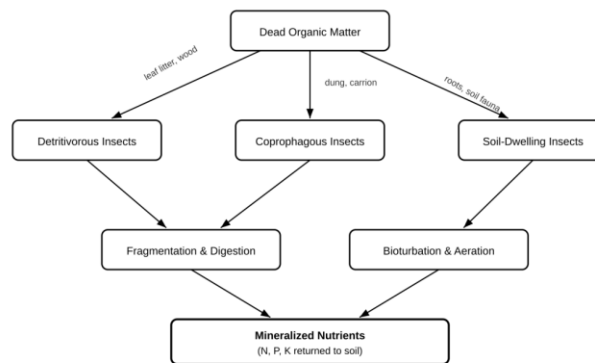 Dead Organic Matter
leaf litter, wood
dung, carrion
roots, soil fauna
Detritivorous Insects
Coprophagous Insects
Soil-Dwelling Insects
Fragmentation & Digestion
Bioturbation & Aeration
Mineralized Nutrients
(N, P, K returned to soil)